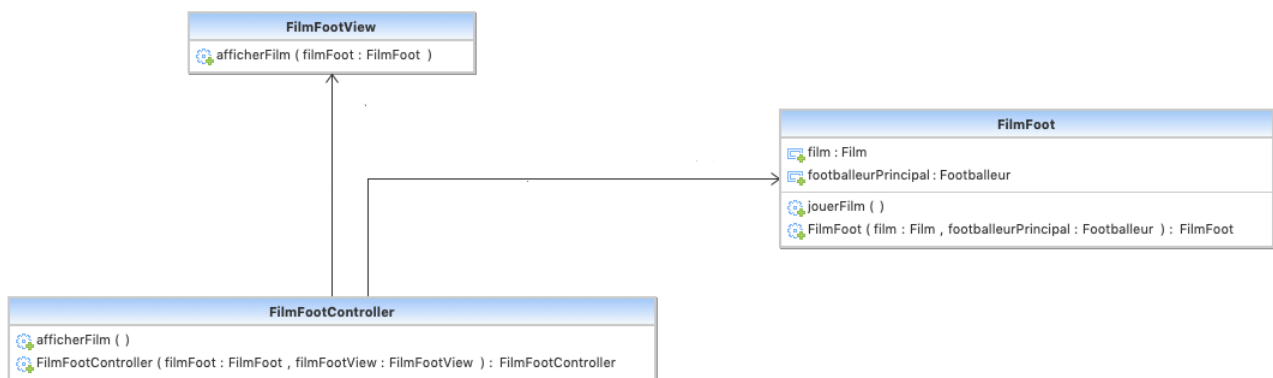 FilmFootView
afficherFilm ( filmFoot : FilmFoot )
FilmFoot
film : Film
footballeurPrincipal : Footballeur
jouerFilm ( )
FilmFoot ( film : Film , footballeurPrincipal : Footballeur ) : FilmFoot
FilmFootController
afficherFilm ( )
FilmFootController ( filmFoot : FilmFoot , filmFootView : FilmFootView ) : FilmFootController